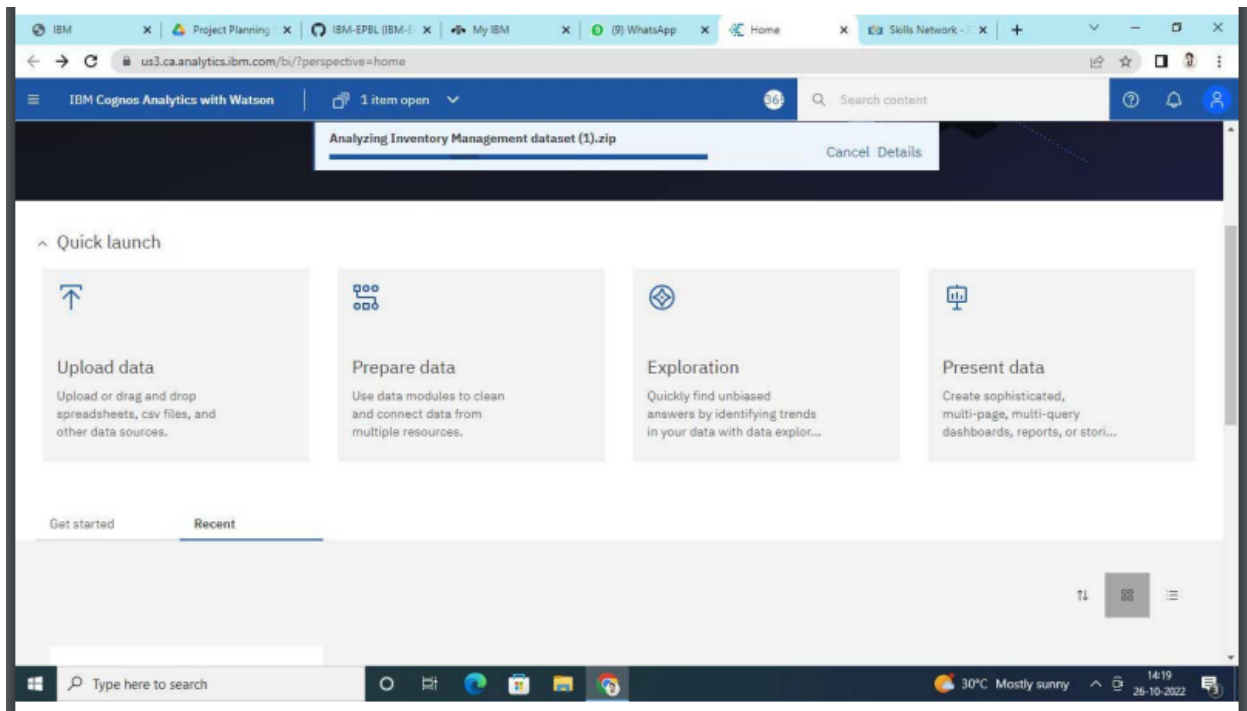 IBM
Project Planning
IBM-EPBL (IBM-E
My IBM
(9) WhatsApp
Home
Skills Network -
us3.ca.analytics.ibm.com/bi/?perspective=home
IBM Cognos Analytics with Watson
1 item open
Search content
Analyzing Inventory Management dataset (1).zip
Cancel Details
Quick launch
Upload data
Upload or drag and drop
spreadsheets, csv files, and
other data sources.
Prepare data
Use data modules to clean
and connect data from
multiple resources.
Exploration
Quickly find unbiased
answers by identifying trends
in your data with data explor...
Present data
Create sophisticated,
multi-page, multi-query
dashboards, reports, or stori...
Get started
Recent
Type here to search
30°C Mostly sunny
14:19
26-10-2022
3